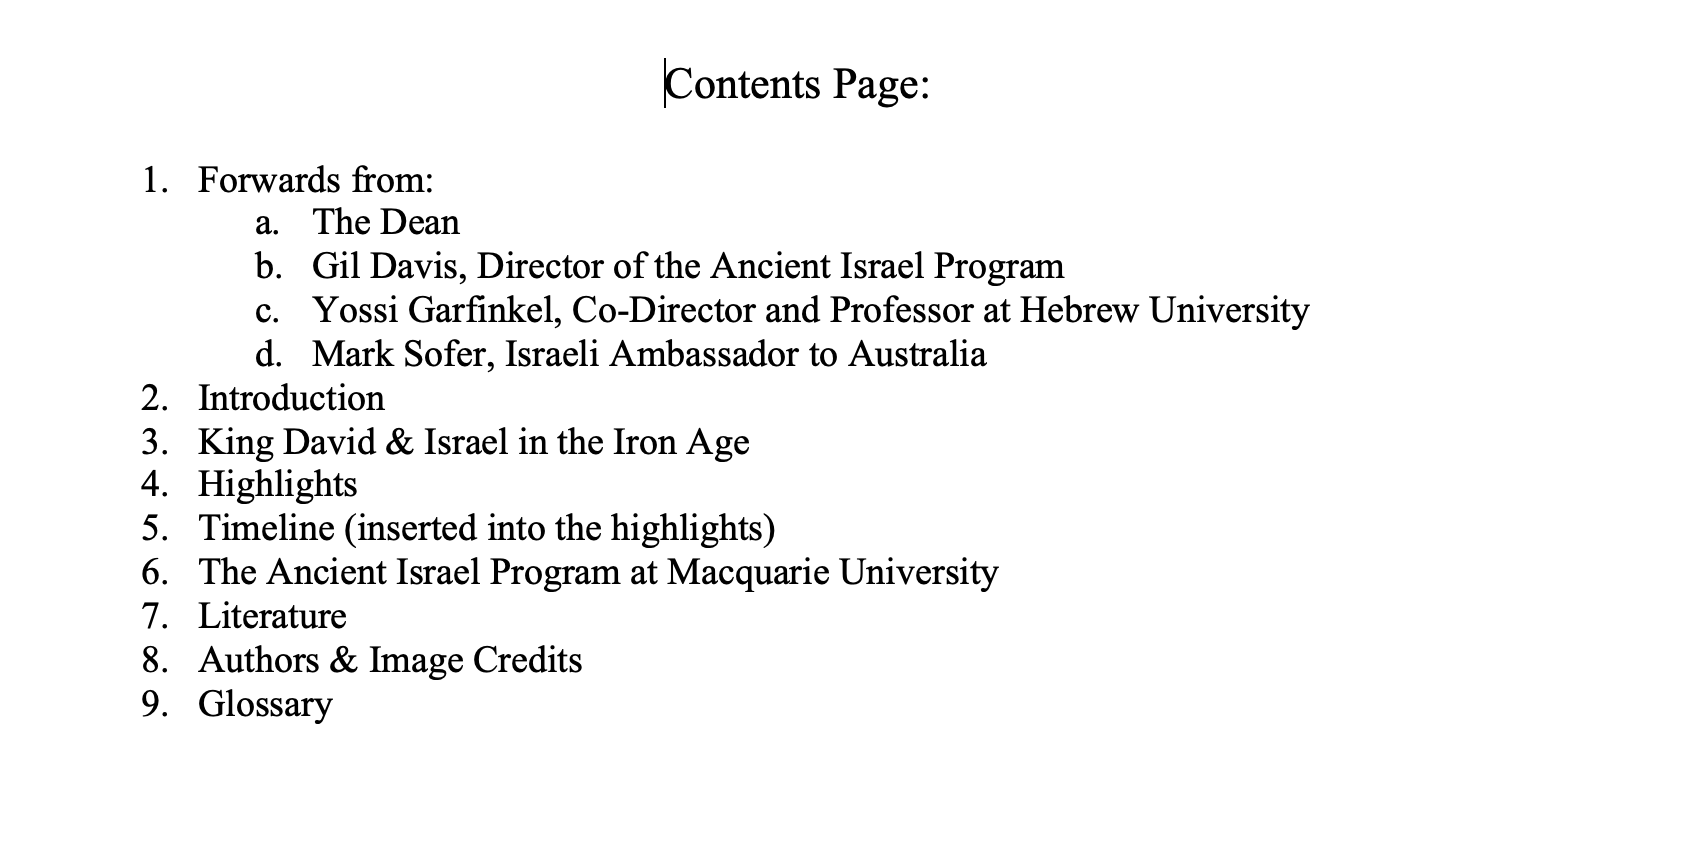 Contents Page:
1. Forwards from:
a. The Dean
b. Gil Davis, Director of the Ancient Israel Program
c. Yossi Garfinkel, Co-Director and Professor at Hebrew University
d. Mark Sofer, Israeli Ambassador to Australia
2. Introduction
3. King David & Israel in the Iron Age
4. Highlights
5. Timeline (inserted into the highlights)
6. The Ancient Israel Program at Macquarie University
7. Literature
8. Authors & Image Credits
9. Glossary